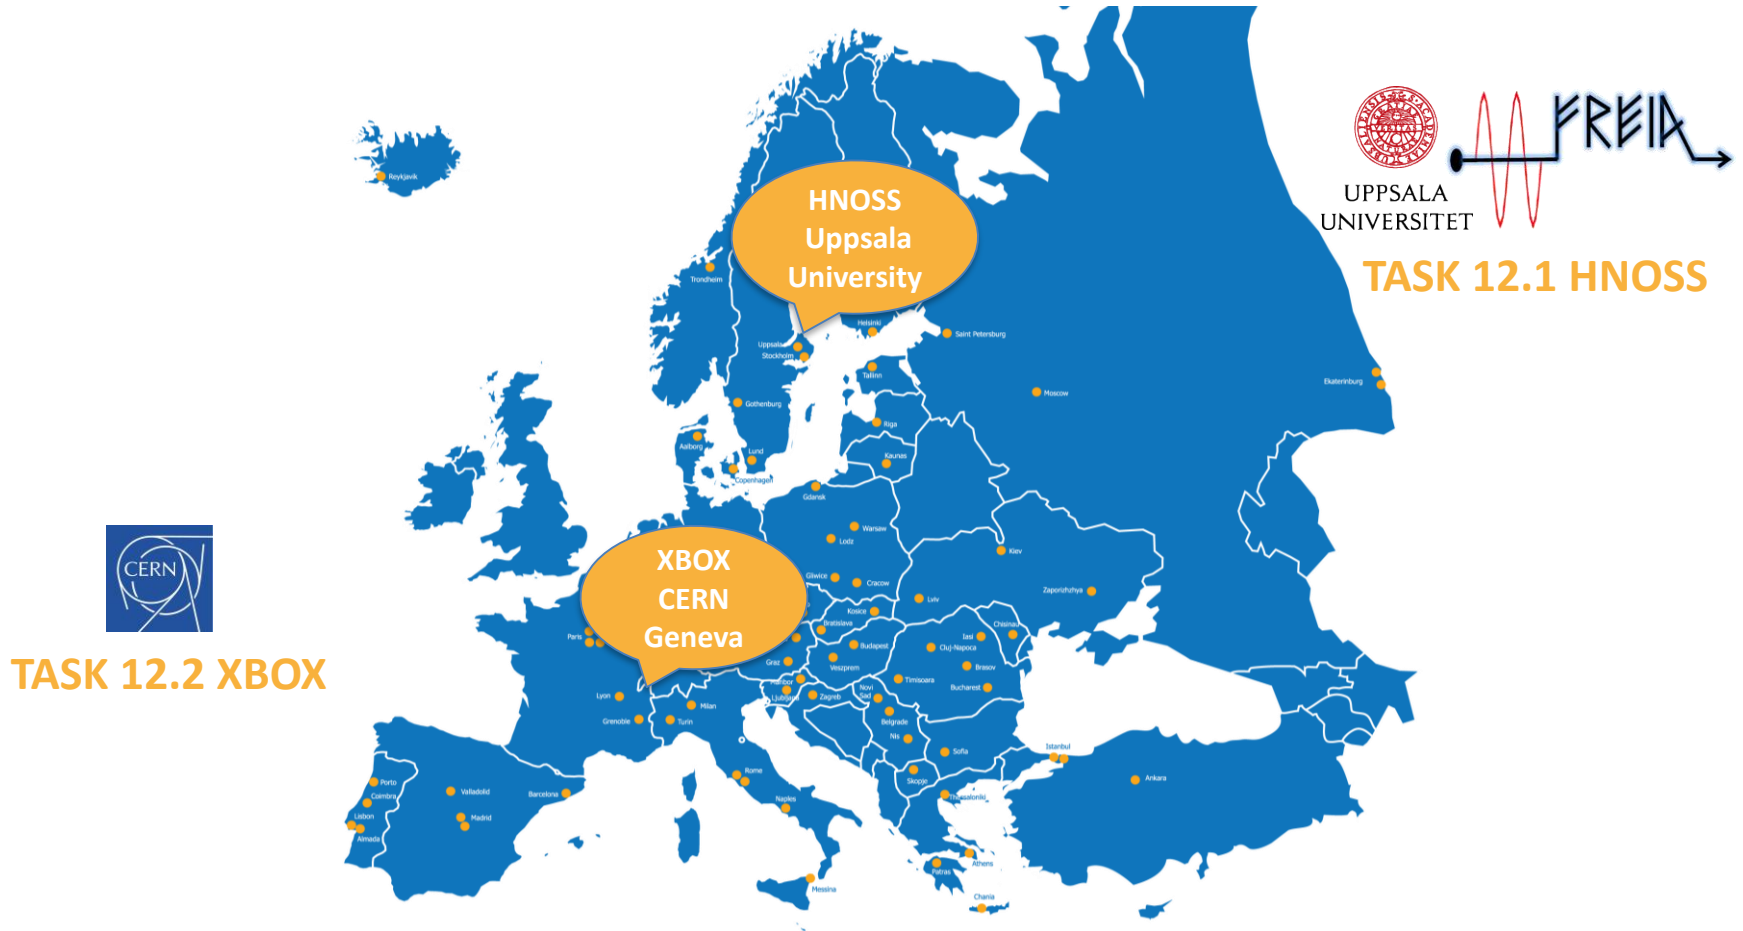 FREIA
UPPSALA
UNIVERSITET
TASK 12.1 HNOSS
HNOSS
Uppsala
University
Reykjavik
Trondheim
Helsinki
Saint Petersburg
Uppsala
Stockholm
Tallinn
Ekaterinburg
Moscow
Gothenburg
Riga
Aalborg
Lund
Kaunas
Copenhagen
Gdansk
Warsaw
Lodz
Kiev
CERN
TASK 12.2 XBOX
XBOX
CERN
Geneva
Gliwice
Cracow
Zaporizhzhya
Lviv
Kosice
Bratislava
Chisinau
Paris
Iasi
Budapest
Cluj-Napoca
Graz
Veszprem
Brasov
Timisoara
Maribor
Bucharest
Lyon
Ljubljana
Zagreb
Novi
Sad
Milan
Grenoble
Turin
Belgrade
Nis
Sofia
Istanbul
Rome
Skopje
Ankara
Porto
Valladolid
Barcelona
Coimbra
Naples
Thessaloniki
Lisbon
Madrid
Almada
Athens
Patras
Messina
Chania